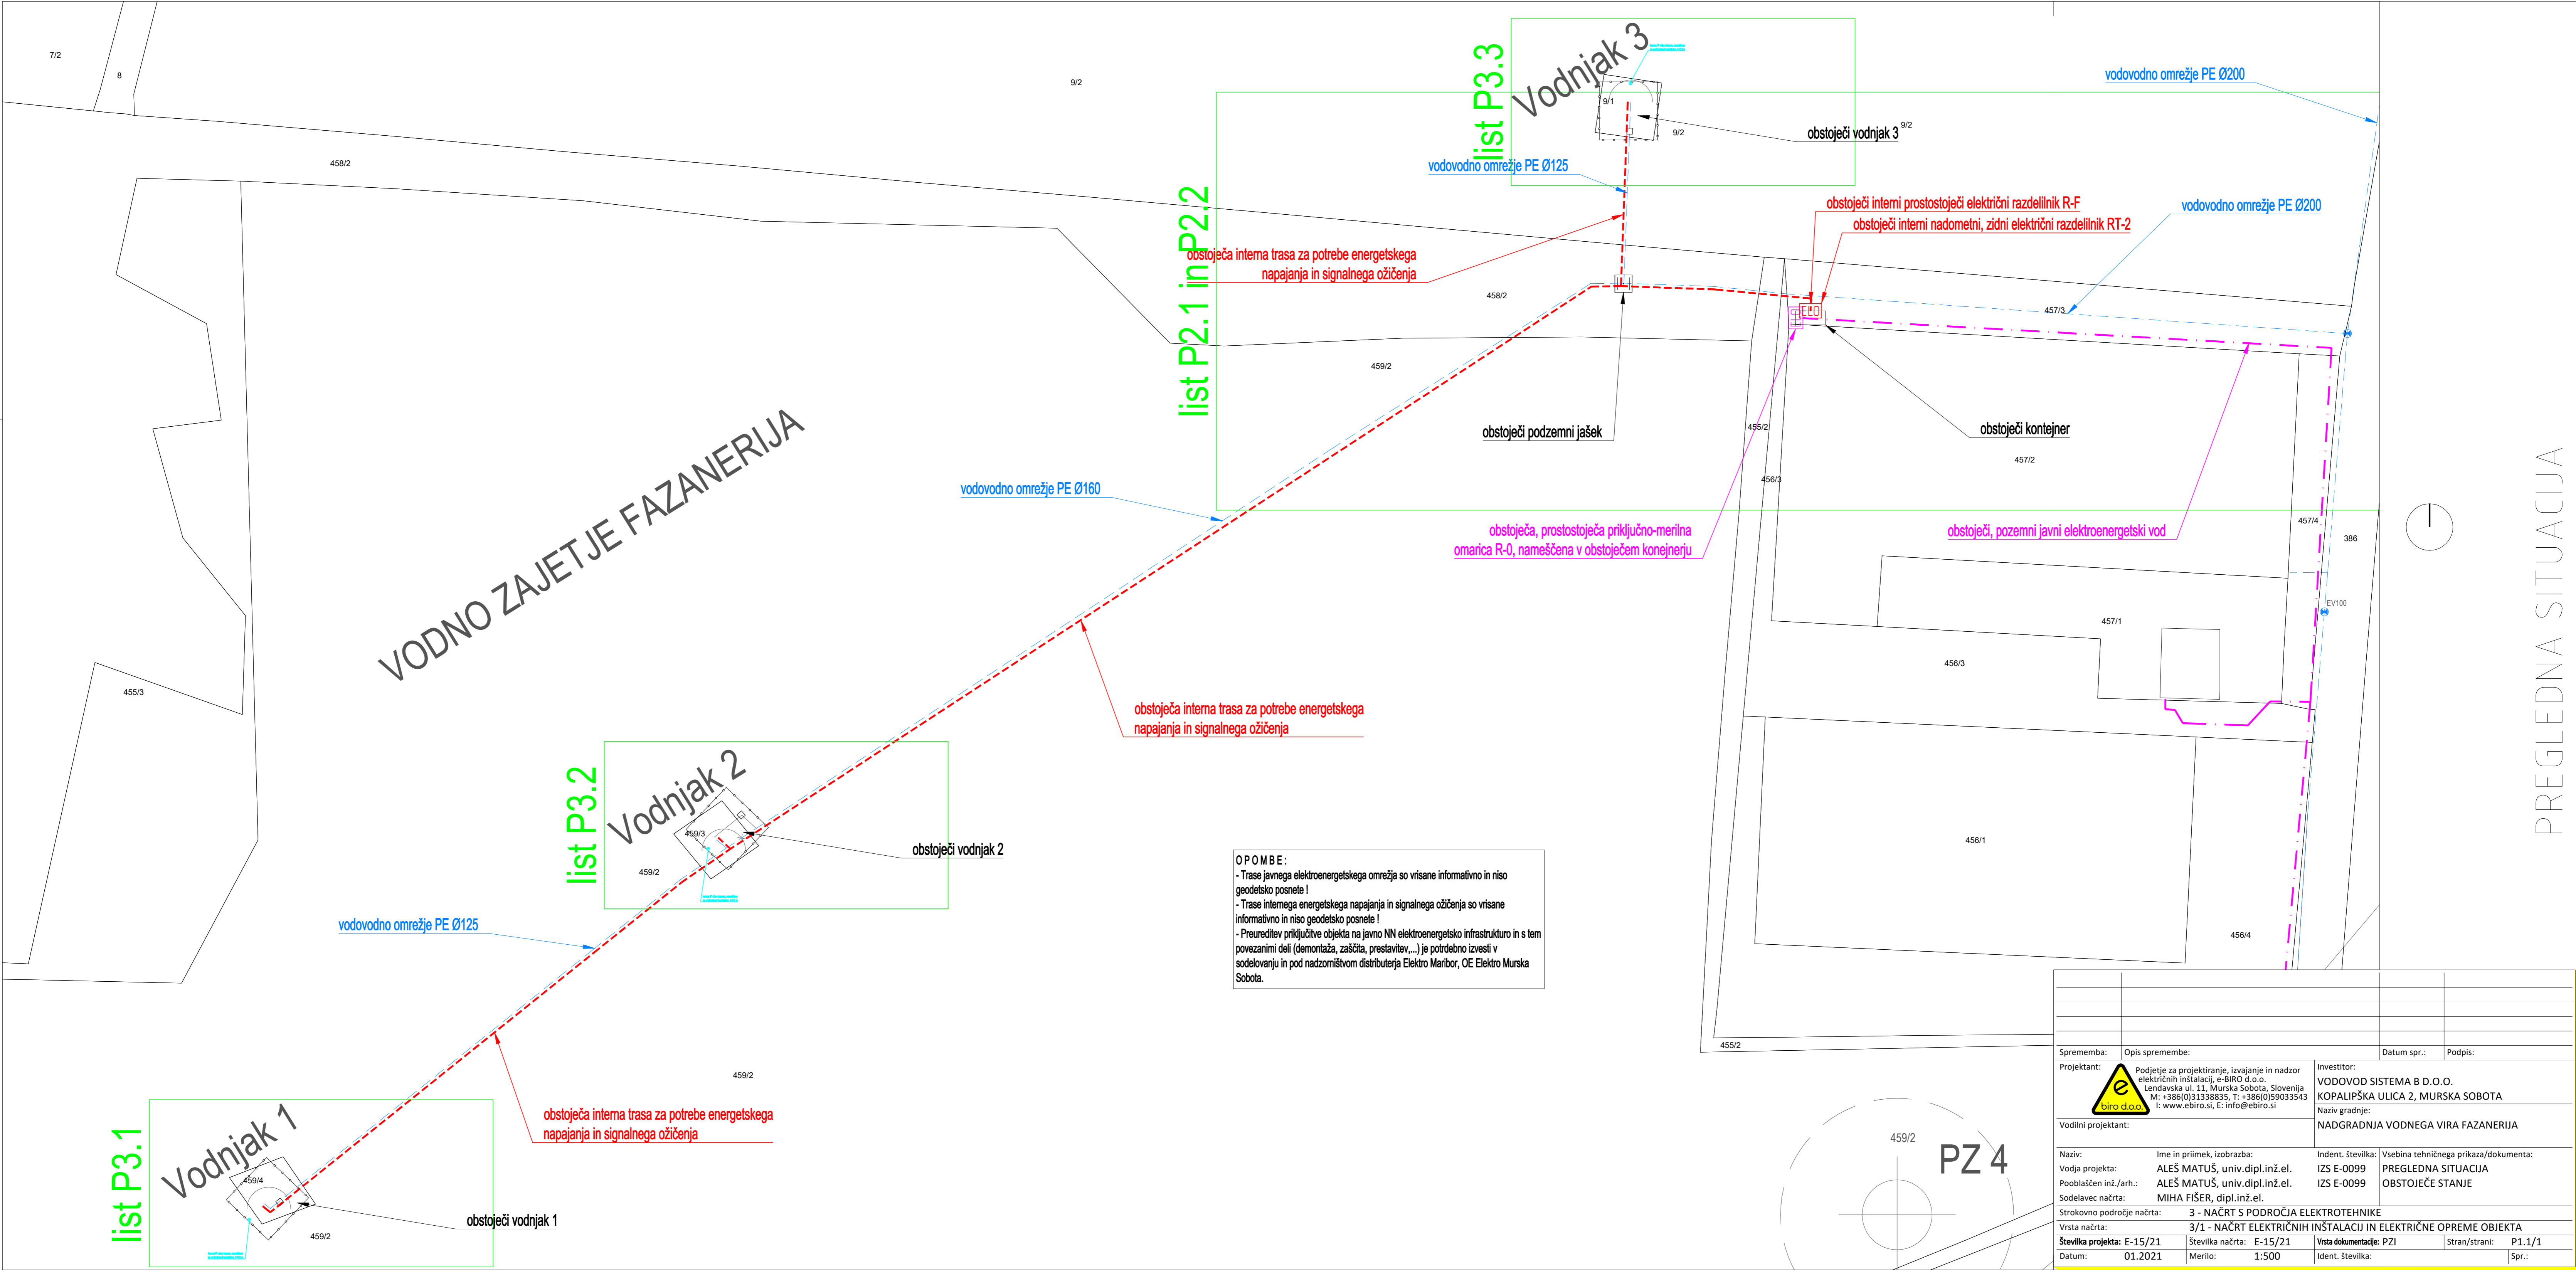 7/2
8
9/2
458/2
list P3.3
Vodnjak 3
9/1
9/2
obstoječi vodnjak 3
9/2
vodovodno omrežje PE Ø200
vodovodno omrežje PE Ø125
list P2.1 in P2.2
obstoječa interna trasa za potrebe energetskega
napajanja in signalnega ožičenja
obstoječi interni prostostoječi električni razdelilnik R-F
obstoječi interni nadometni, zidni električni razdelilnik RT-2
vodovodno omrežje PE Ø200
458/2
457/3
459/2
obstoječi podzemni jašek
455/2
obstoječi kontejner
457/2
456/3
VODNO ZAJETJE FAZANERIJA
vodovodno omrežje PE Ø160
obstoječa, prostostoječa priključno-merilna
omarica R-0, nameščena v obstoječem konejnerju
obstoječi, pozemni javni elektroenergetski vod
457/4
386
EV100
457/1
456/3
PREGLEDNA SITUACIJA
455/3
obstoječa interna trasa za potrebe energetskega
napajanja in signalnega ožičenja
list P3.2
Vodnjak 2
459/3
459/2
obstoječi vodnjak 2
456/1
456/4
OPOMBE:
- Trase javnega elektroenergetskega omrežja so vrisane informativno in niso
geodetsko posnete !
- Trase internega energetskega napajanja in signalnega ožičenja so vrisane
informativno in niso geodetsko posnete !
- Preureditev priključitve objekta na javno NN elektroenergetsko infrastrukturo in s tem
povezanimi deli (demontaža, zaščita, prestavitev,...) je potrdebno izvesti v
sodelovanju in pod nadzorništvom distributerja Elektro Maribor, OE Elektro Murska
Sobota.
vodovodno omrežje PE Ø125
455/2
459/2
obstoječa interna trasa za potrebe energetskega
napajanja in signalnega ožičenja
list P3.1
Vodnjak 1
459/4
459/2
obstoječi vodnjak 1
459/2
PZ 4
Sprememba: Opis spremembe: Datum spr.: Podpis:
Projektant:
e
biro d.o.o.
Podjetje za projektiranje, izvajanje in nadzor
električnih inštalacij, e-BIRO d.o.o.
Lendavska ul. 11, Murska Sobota, Slovenija
M: +386(0)31338835, T: +386(0)59033543
I: www.ebiro.si, E: info@ebiro.si
Investitor:
VODOVOD SISTEMA B D.O.O.
KOPALIPŠKA ULICA 2, MURSKA SOBOTA
Naziv gradnje:
NADGRADNJA VODNEGA VIRA FAZANERIJA
Vodilni projektant:
Naziv: Ime in priimek, izobrazba: Indent. številka: Vsebina tehničnega prikaza/dokumenta:
Vodja projekta: ALEŠ MATUŠ, univ.dipl.inž.el. IZS E-0099 PREGLEDNA SITUACIJA
Pooblaščen inž./arh.: ALEŠ MATUŠ, univ.dipl.inž.el. IZS E-0099 OBSTOJEČE STANJE
Sodelavec načrta: MIHA FIŠER, dipl.inž.el.
Strokovno področje načrta: 3 - NAČRT S PODROČJA ELEKTROTEHNIKE
Vrsta načrta: 3/1 - NAČRT ELEKTRIČNIH INŠTALACIJ IN ELEKTRIČNE OPREME OBJEKTA
Številka projekta: E-15/21 Številka načrta: E-15/21 Vrsta dokumentacije: PZI Stran/strani: P1.1/1
Datum: 01.2021 Merilo: 1:500 Ident. številka: Spr.: